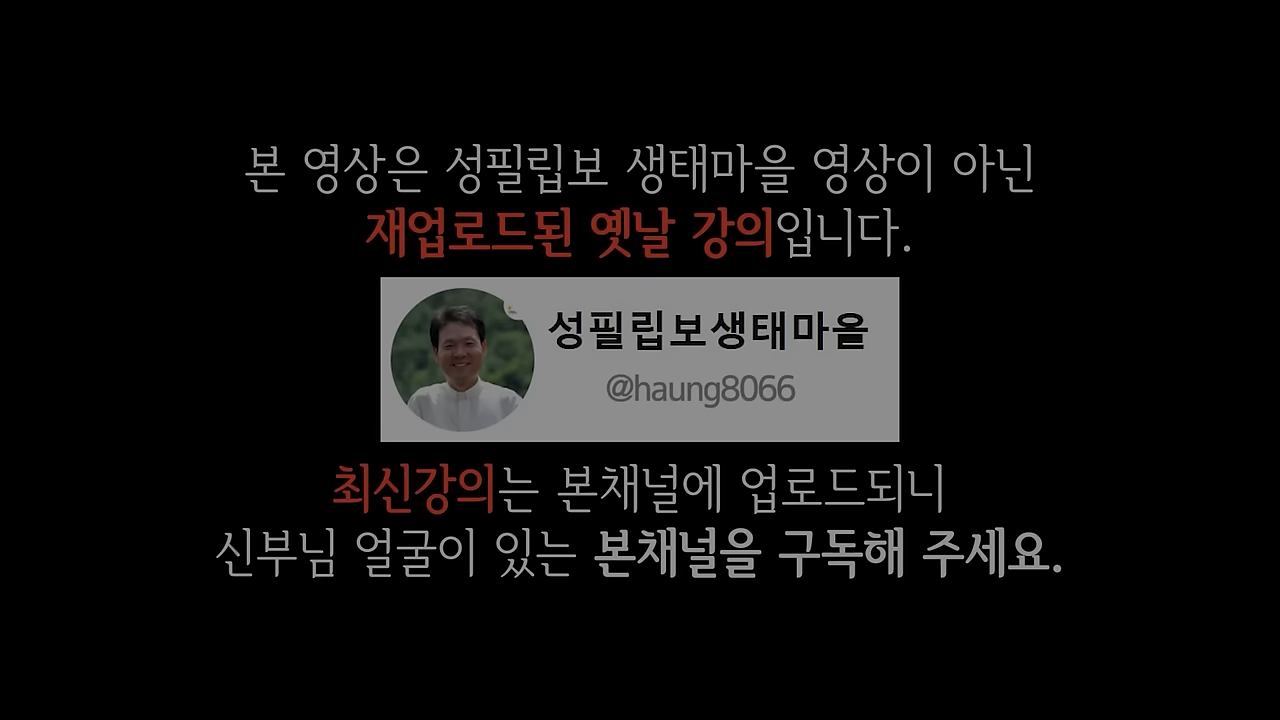 본 영상은 성필립보 생태마을 영상이 아닌
재업로드된 옛날 강의입니다.
성필립보생태마을
@haung8066
최신강의는 본채널에 업로드되니
신부님 얼굴이 있는 본채널을 구독해 주세요.